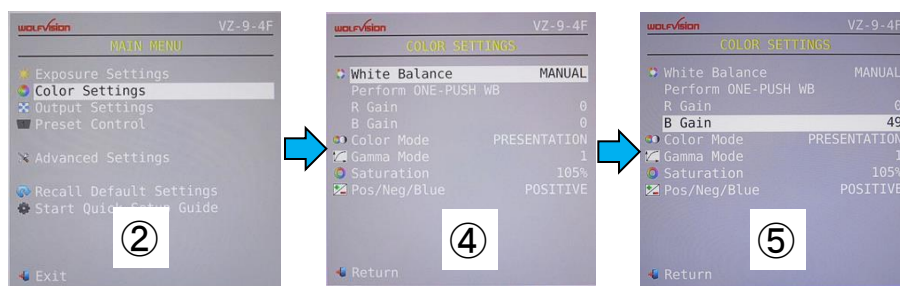 WOLFVISION VZ-9-4F
MAIN MENU
Exposure Settings
Color Settings
Output Settings
Preset Control
Advanced Settings
Recall Default Settings
Start Quick Guide
Exit
②
WOLFVISION VZ-9-4F
COLOR SETTINGS
White Balance MANUAL
Perform ONE-PUSH WB
R Gain 0
B Gain 0
Color Mode PRESENTATION
Gamma Mode 1
Saturation 105%
Pos/Neg/Blue POSITIVE
Return
④
WOLFVISION VZ-9-4F
COLOR SETTINGS
White Balance MANUAL
Perform ONE-PUSH WB
R Gain 0
B Gain 49
Color Mode PRESENTATION
Gamma Mode 1
Saturation 105%
Pos/Neg/Blue POSITIVE
Return
⑤